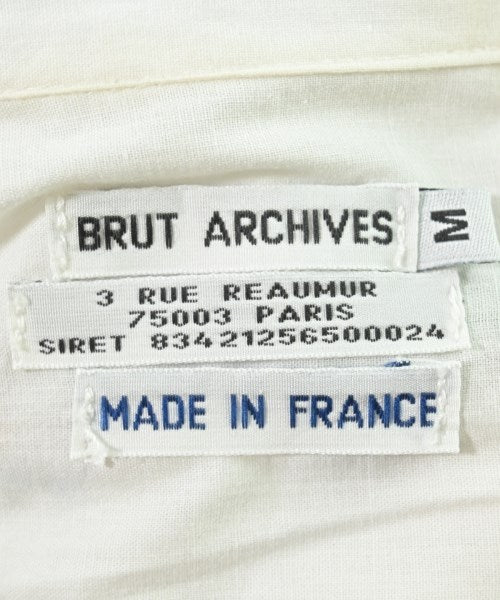 BRUT ARCHIVES
M
3 RUE REAUMUR
75003 PARIS
SIRET 83421256500024
MADE IN FRANCE